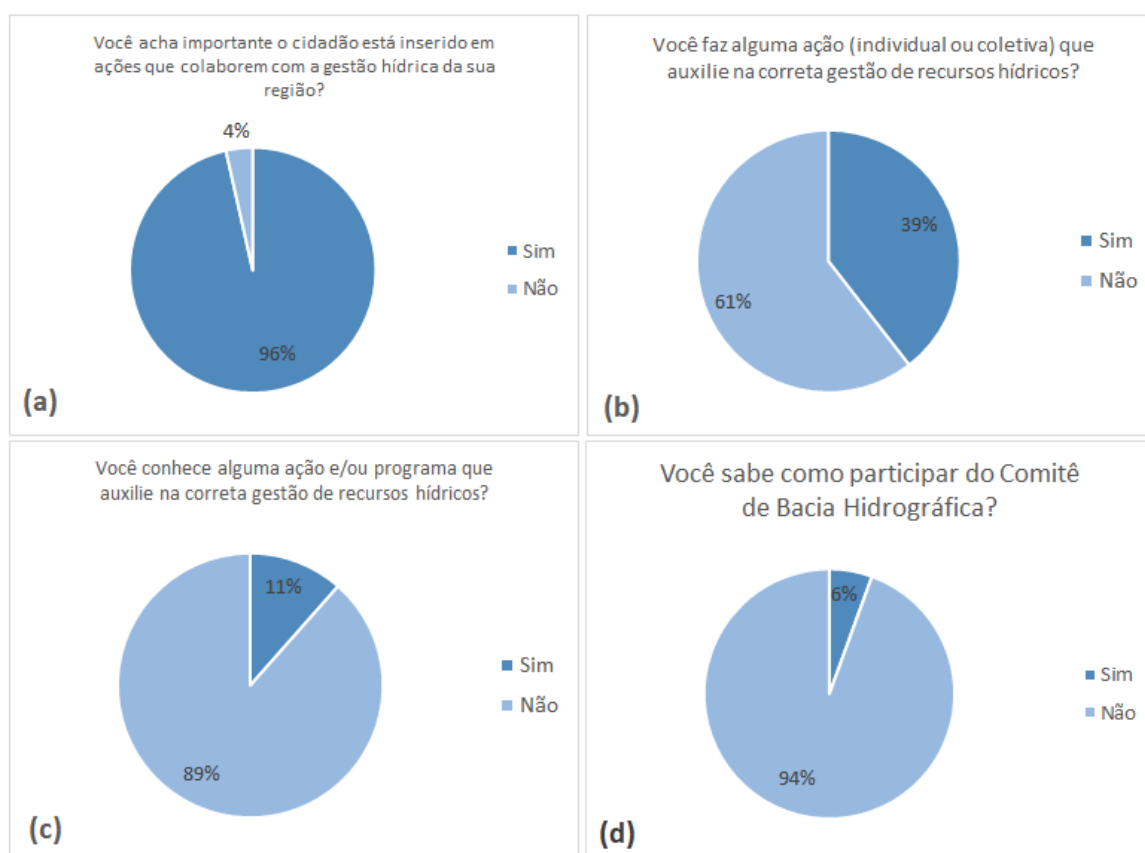 Você acha importante o cidadão está inserido em
ações que colaborem com a gestão hídrica da sua
região?
4%
96%
Sim
Não
(a)
Você faz alguma ação (individual ou coletiva) que
auxilie na correta gestão de recursos hídricos?
39%
61%
Sim
Não
(b)
Você conhece alguma ação e/ou programa que
auxilie na correta gestão de recursos hídricos?
11%
89%
Sim
Não
(c)
Você sabe como participar do Comitê
de Bacia Hidrográfica?
6%
94%
Sim
Não
(d)